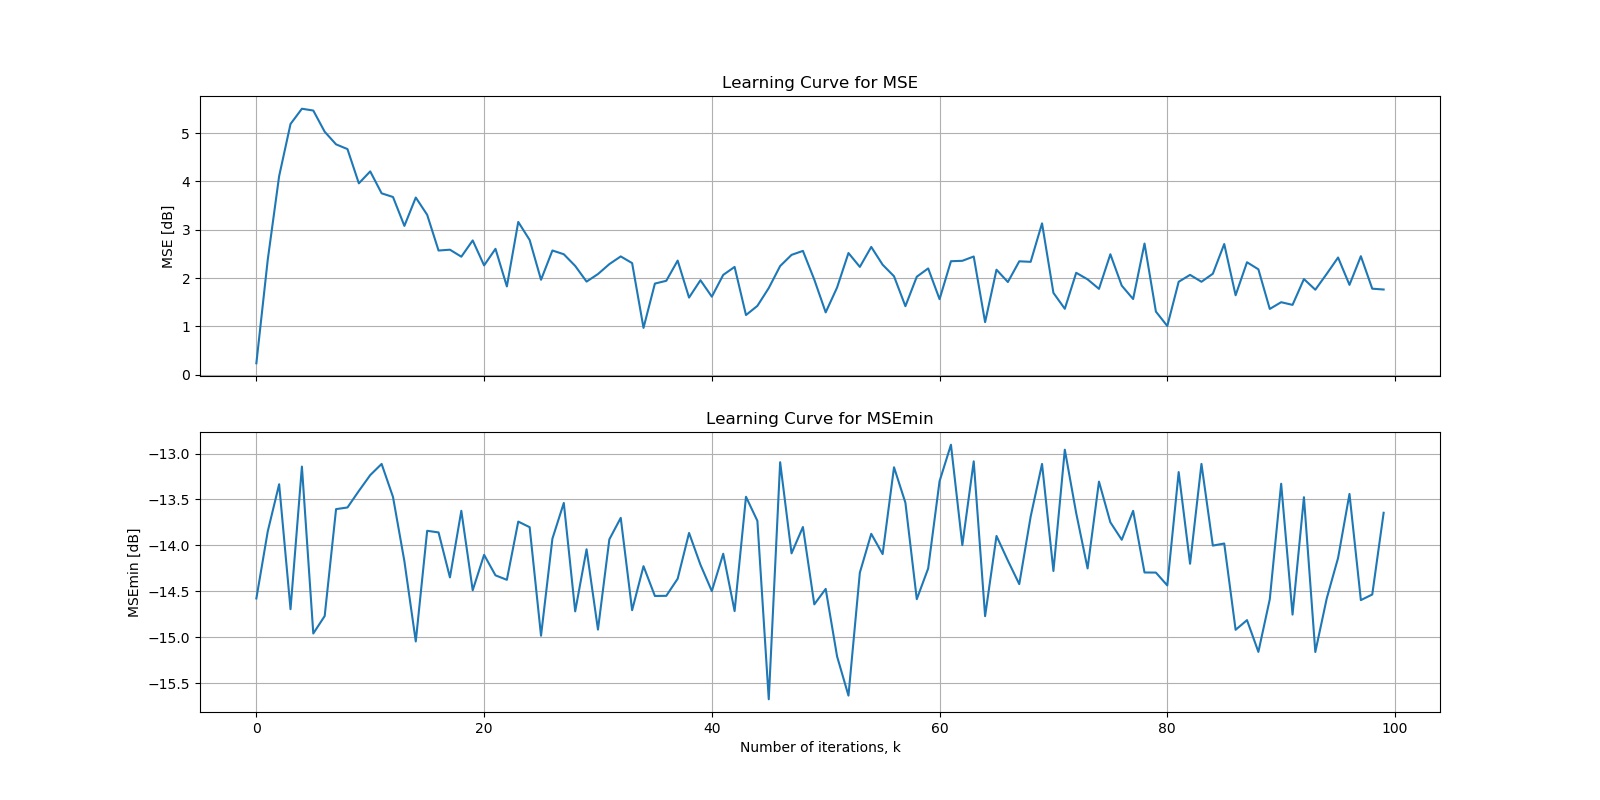 Learning Curve for MSE
MSE [dB]
5
4
3
2
1
0
Learning Curve for MSEmin
MSEmin [dB]
−13.0
−13.5
−14.0
−14.5
−15.0
−15.5
0 20 40 60 80 100
Number of iterations, k